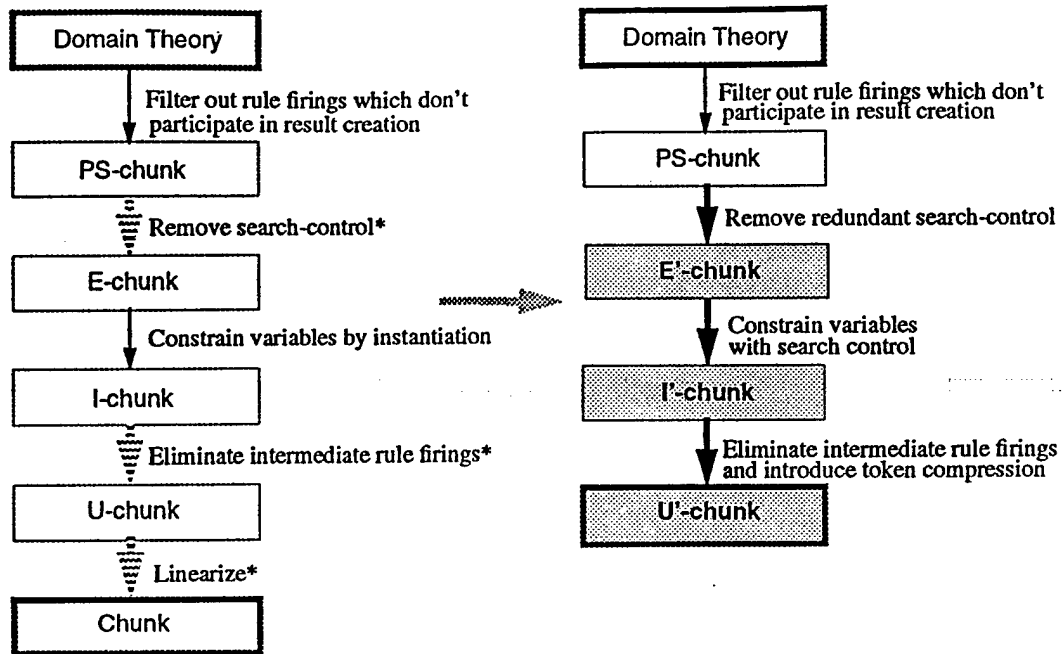 Domain Theory
Filter out rule firings which don't
participate in result creation
PS-chunk
Remove search-control*
E-chunk
Constrain variables by instantiation
I-chunk
Eliminate intermediate rule firings*
U-chunk
Linearize*
Chunk
Domain Theory
Filter out rule firings which don't
participate in result creation
PS-chunk
Remove redundant search-control
E'-chunk
Constrain variables
with search control
I'-chunk
Eliminate intermediate rule firings
and introduce token compression
U'-chunk